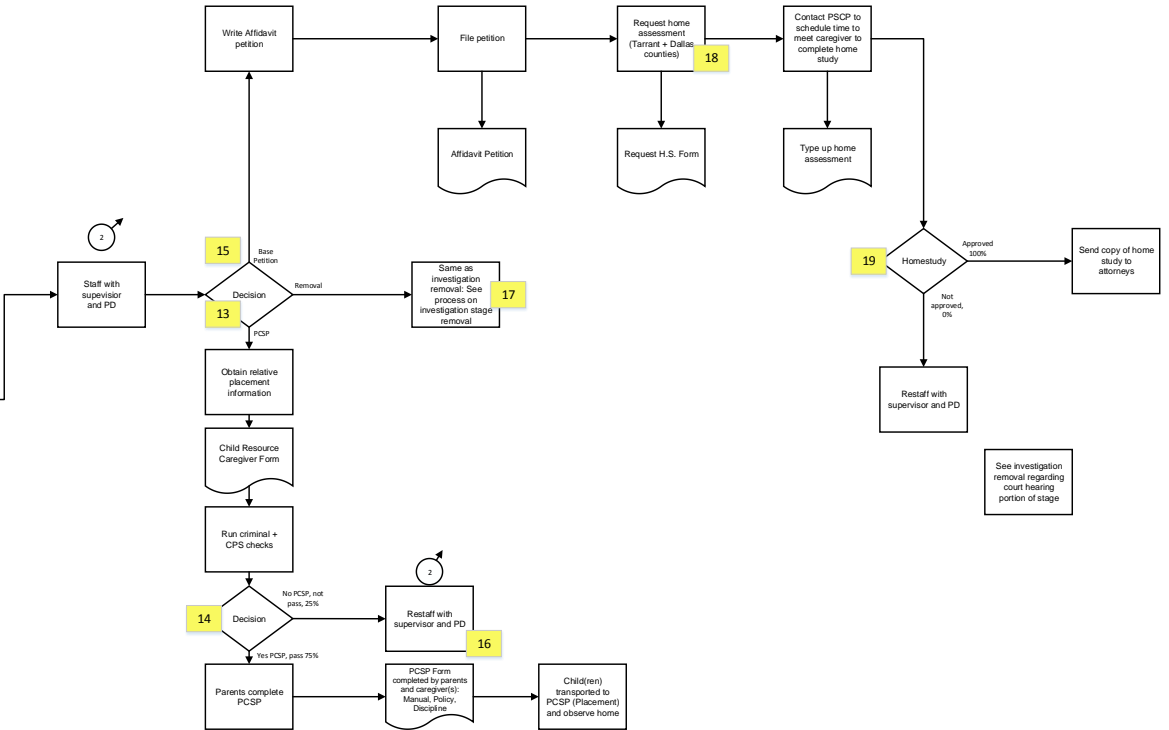 Write Affidavit
petition
File petition
Request home
assessment
(Tarrant + Dallas
counties)
18
Contact PSCP to
schedule time to
meet caregiver to
complete home
study
Affidavit Petition
Request H.S. Form
Type up home
assessment
2
Staff with
supevisior
and PD
15
Base
Petition
Decision
13
Removal
PCSP
Same as
investigation
removal: See
process on
investigation stage
removal
17
19
Homestudy
Approved
100%
Send copy of home
study to
attorneys
Not
approved,
0%
Restaff with
supervisor and PD
See investigation
removal regarding
court hearing
portion of stage
Obtain relative
placement
information
Child Resource
Caregiver Form
Run criminal +
CPS checks
14
Decision
No PCSP, not
pass, 25%
2
Restaff with
supervisor and PD
16
Yes PCSP, pass 75%
Parents complete
PCSP
PCSP Form
completed by parents
and caregiver(s):
Manual, Policy,
Discipline
Child(ren)
transported to
PCSP (Placement)
and observe home